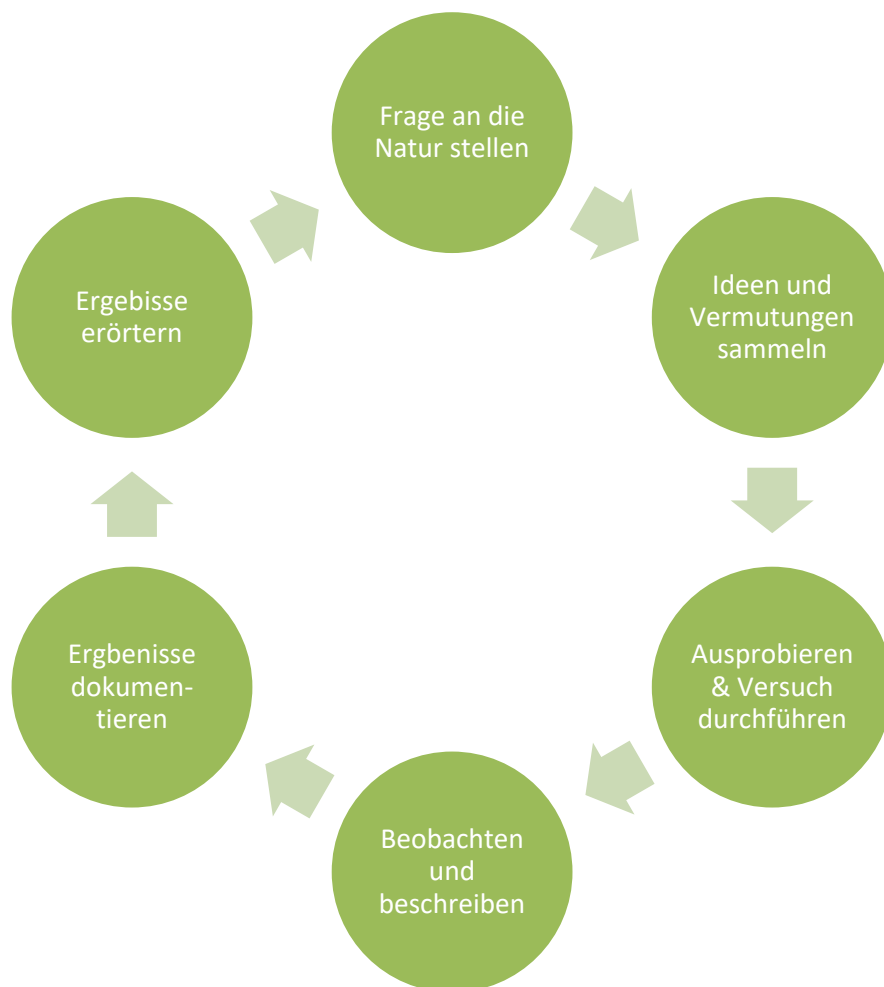 Frage an die
Natur stellen
Ideen und
Vermutungen
sammeln
Ausprobieren
& Versuch
durchführen
Beobachten
und
beschreiben
Ergbenisse
dokumen-
tieren
Ergebisse
erörtern